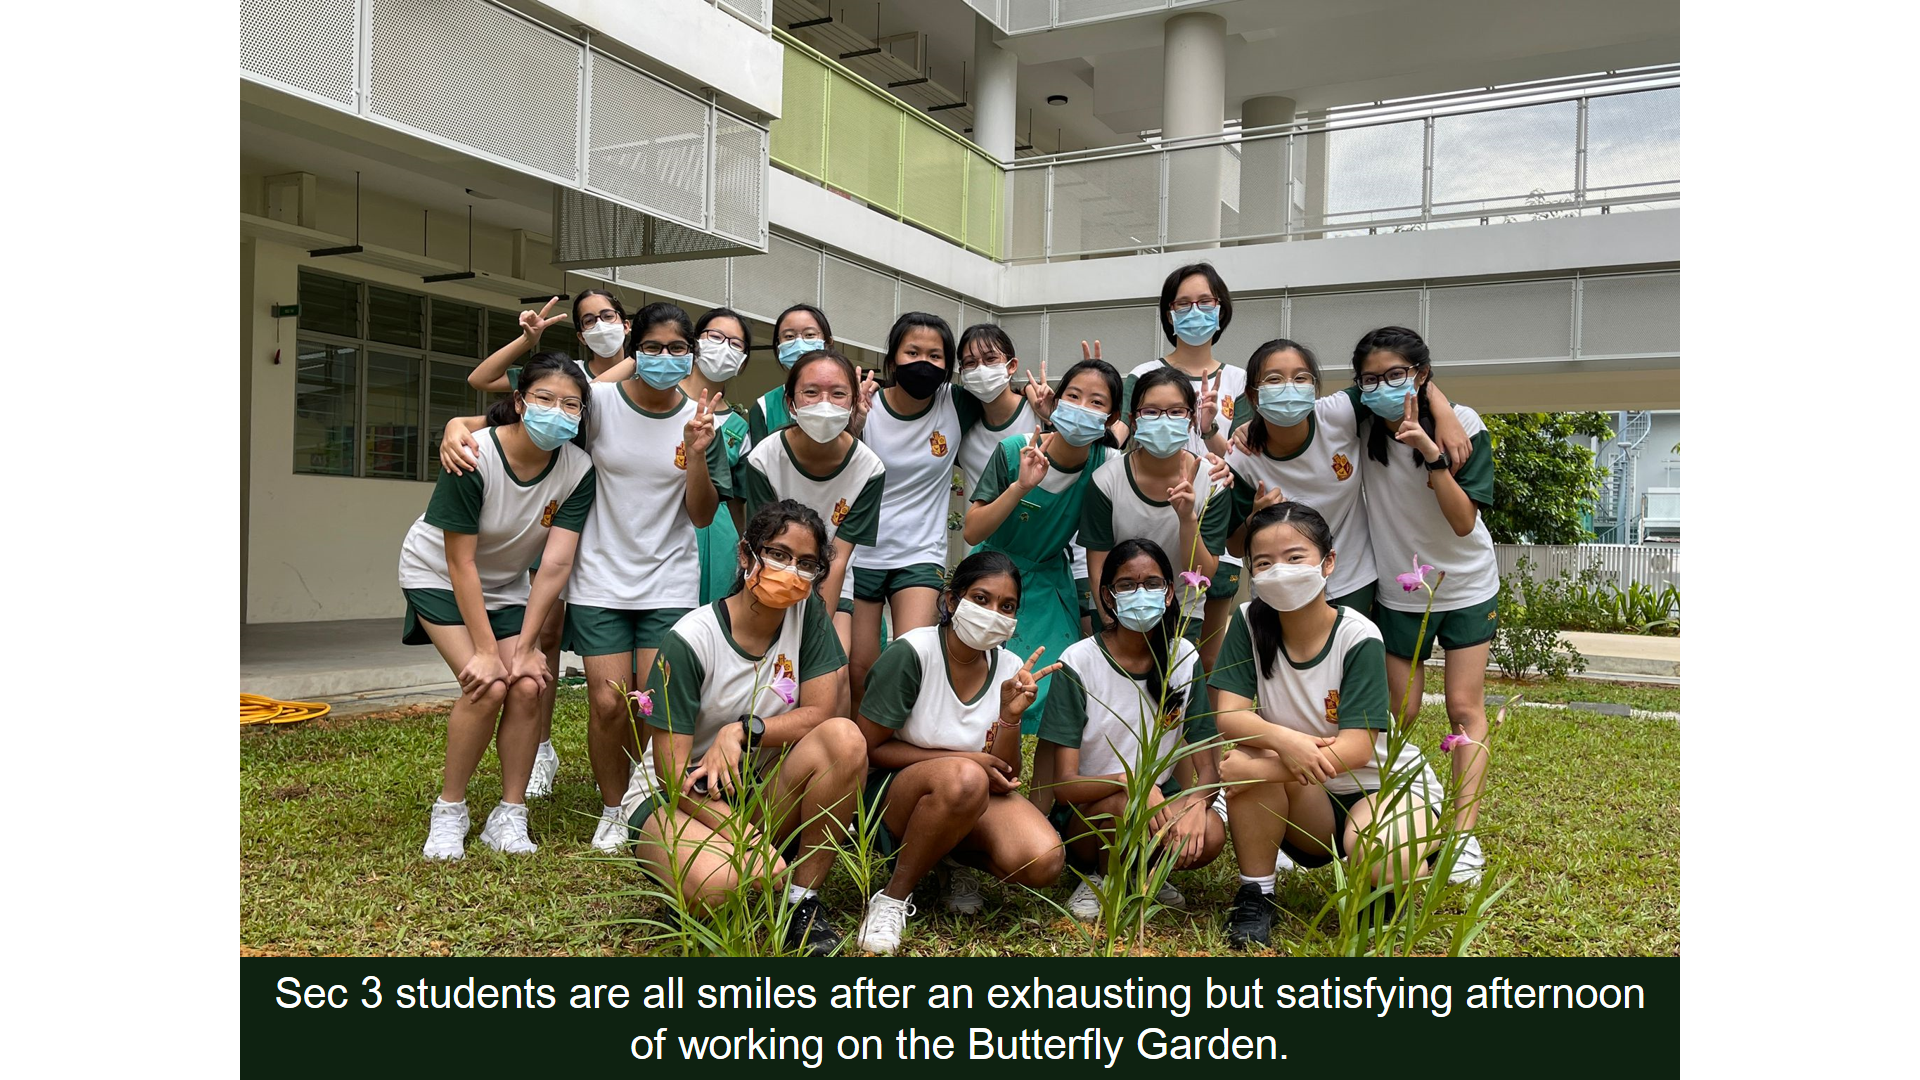 Sec 3 students are all smiles after an exhausting but satisfying afternoon
of working on the Butterfly Garden.